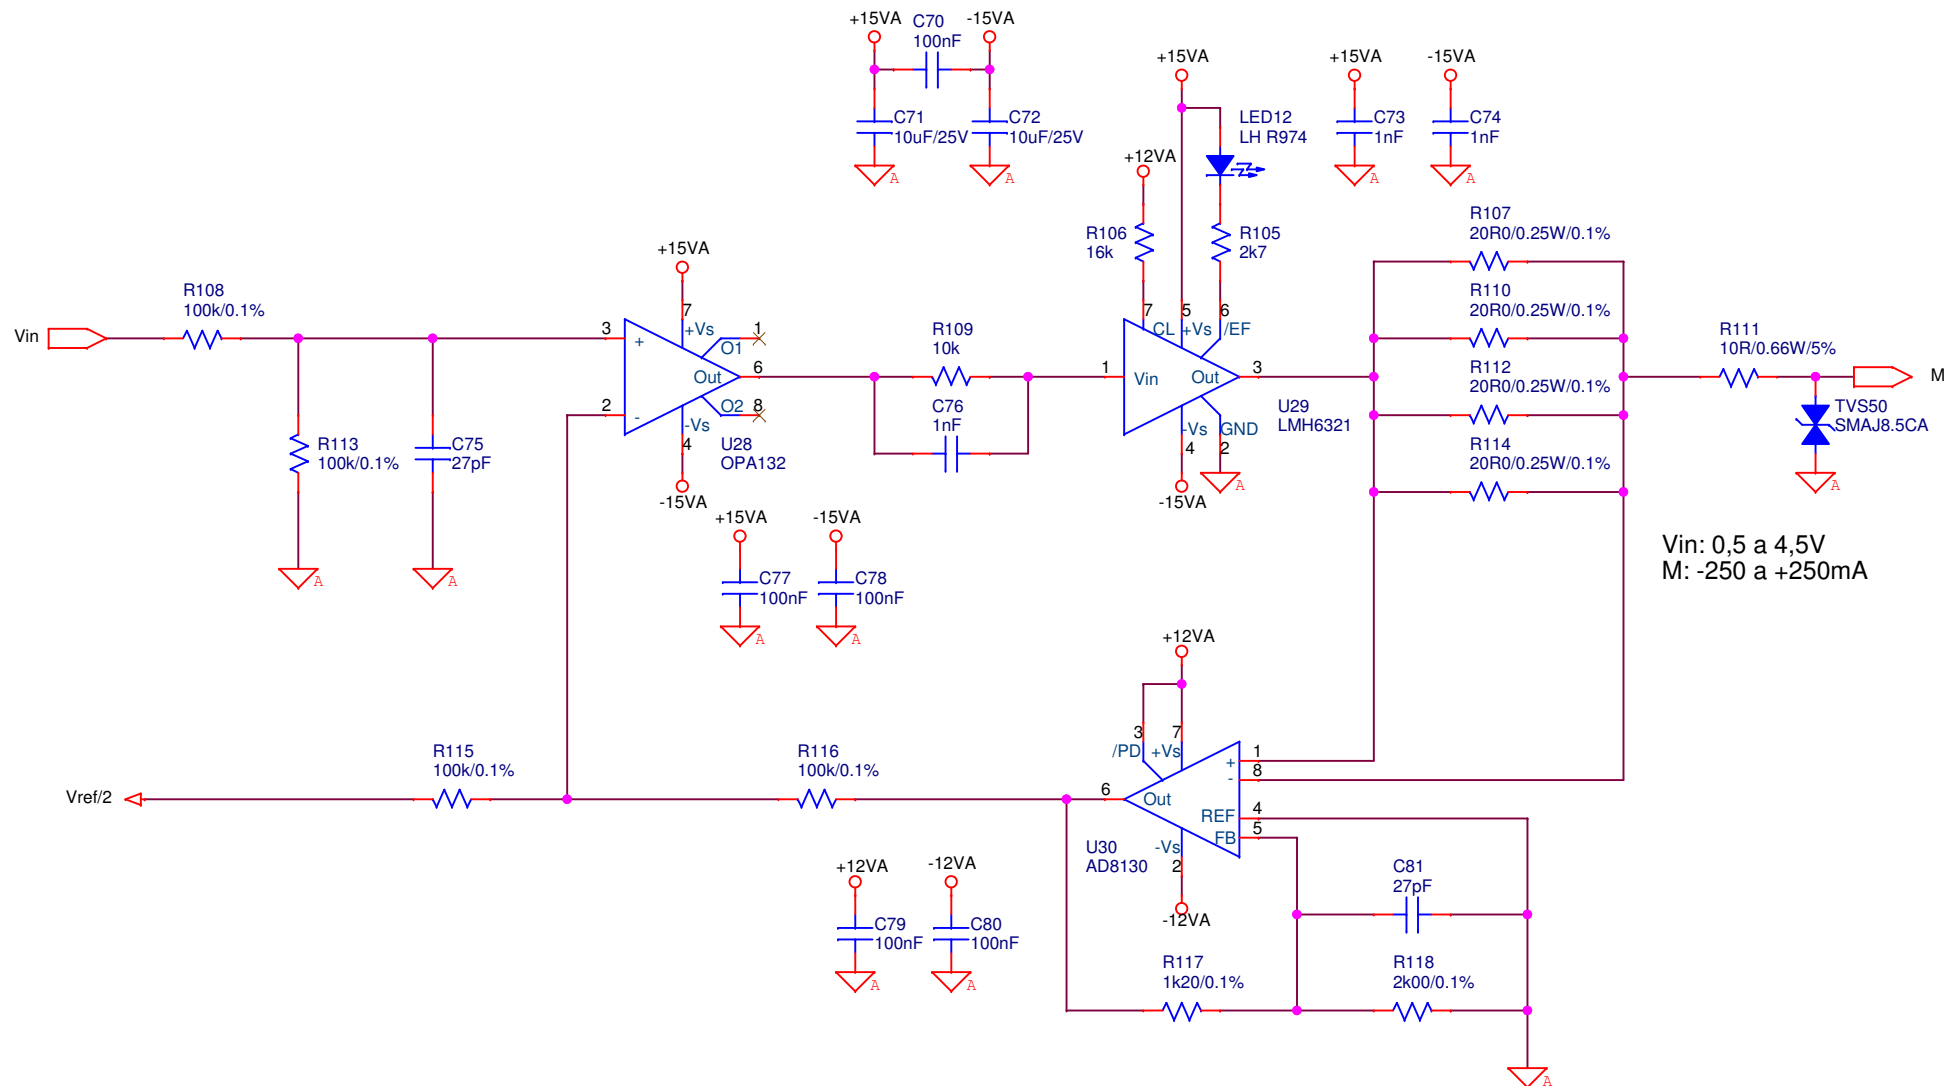 +15VA
C70
100nF
-15VA
C71
10uF/25V
C72
10uF/25V
A
A
+15VA
LED12
LH R974
+15VA
C73
1nF
A
-15VA
C74
1nF
A
+12VA
R106
16k
R105
2k7
R107
20R0/0.25W/0.1%
R110
20R0/0.25W/0.1%
R112
20R0/0.25W/0.1%
R114
20R0/0.25W/0.1%
R111
10R/0.66W/5%
M
TVS50
SMAJ8.5CA
A
Vin
R108
100k/0.1%
R113
100k/0.1%
C75
27pF
A
A
+15VA
7
+Vs
3
+
1
O1
Out
6
2
-
O2
8
-Vs
4
U28
OPA132
-15VA
R109
10k
C76
1nF
7
5
6
CL
+Vs
/EF
1
Vin
Out
3
-Vs
GND
4
2
U29
LMH6321
A
-15VA
+15VA
C77
100nF
A
-15VA
C78
100nF
A
Vin: 0,5 a 4,5V
M: -250 a +250mA
+12VA
3
7
/PD
+Vs
1
+
8
-
6
Out
REF
4
FB
5
-Vs
2
U30
AD8130
-12VA
Vref/2
R115
100k/0.1%
R116
100k/0.1%
+12VA
C79
100nF
A
-12VA
C80
100nF
A
C81
27pF
R117
1k20/0.1%
R118
2k00/0.1%
A